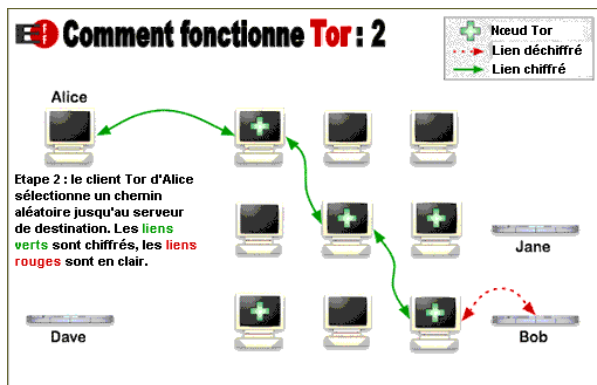 EFF Comment fonctionne Tor : 2
Nœud Tor
Lien déchiffré
Lien chiffré
Alice
Etape 2 : le client Tor d'Alice
sélectionne un chemin
aléatoire jusqu'au serveur
de destination. Les liens
verts sont chiffrés, les liens
rouges sont en clair.
Jane
Dave
Bob